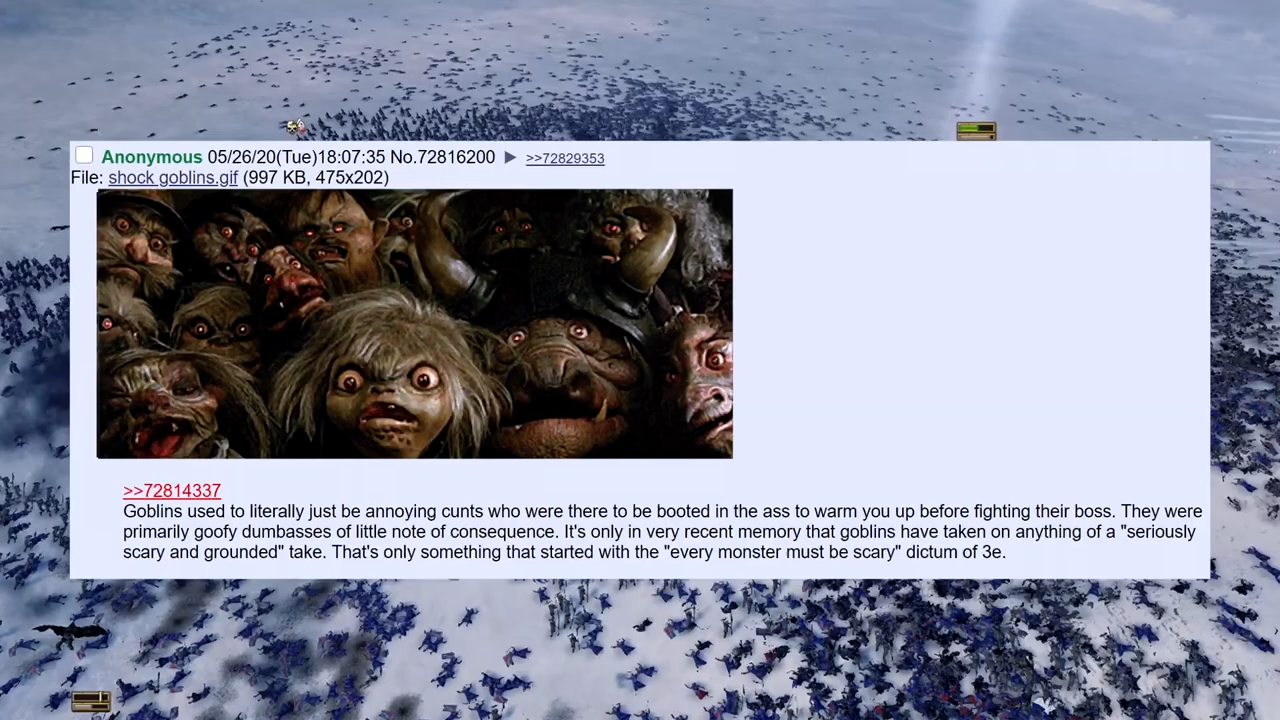 Anonymous 05/26/20(Tue)18:07:35 No.72816200 ▶ >>72829353
File: shock goblins.gif (997 KB, 475x202)
>>72814337
Goblins used to literally just be annoying cunts who were there to be booted in the ass to warm you up before fighting their boss. They were
primarily goofy dumbasses of little note of consequence. It's only in very recent memory that goblins have taken on anything of a "seriously
scary and grounded" take. That's only something that started with the "every monster must be scary" dictum of 3e.